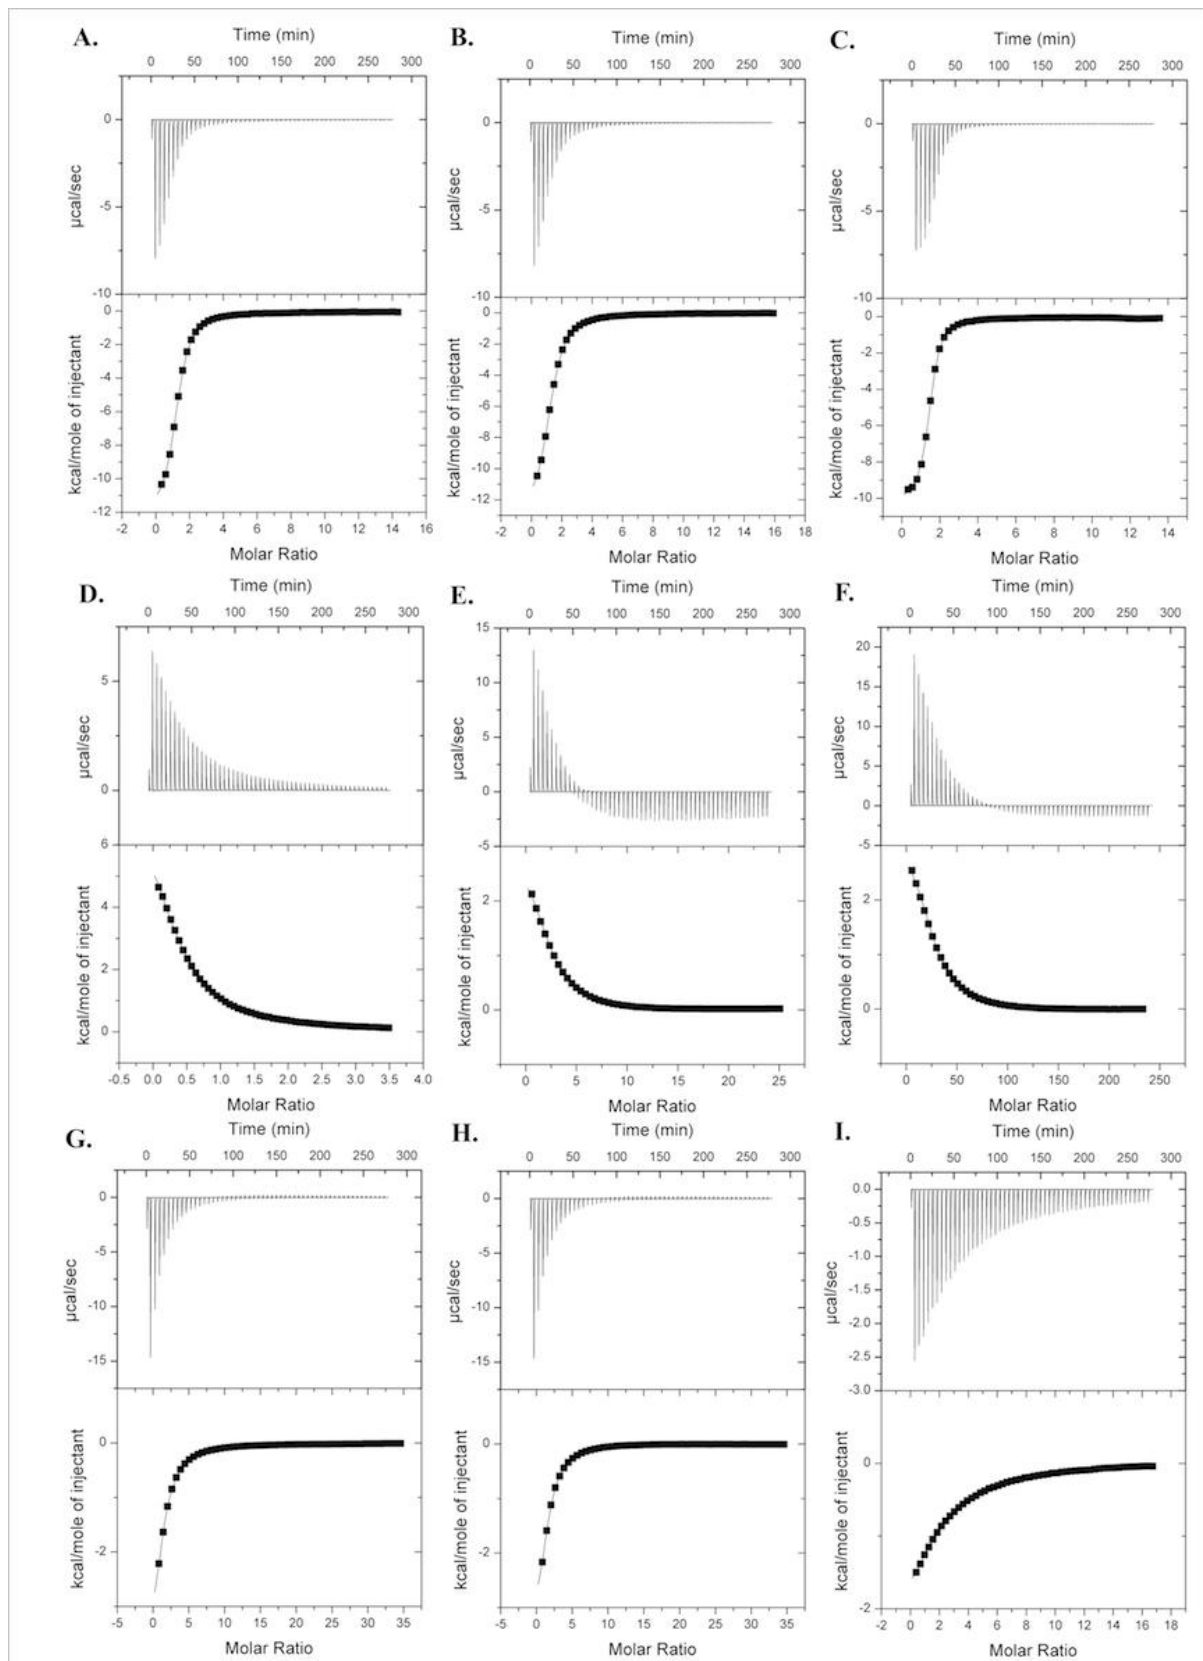 A.
Time (min)
0 50 100 150 200 250 300
0
-5
-10
µcal/sec
0
-2
-4
-6
-8
-10
-12
kcal/mole of injectant
-2 0 2 4 6 8 10 12 14 16
Molar Ratio
B.
Time (min)
0 50 100 150 200 250 300
0
-5
-10
µcal/sec
0
-2
-4
-6
-8
-10
-12
kcal/mole of injectant
-2 0 2 4 6 8 10 12 14 16 18
Molar Ratio
C.
Time (min)
0 50 100 150 200 250 300
0
-5
-10
µcal/sec
0
-2
-4
-6
-8
-10
kcal/mole of injectant
0 2 4 6 8 10 12 14
Molar Ratio
D.
Time (min)
0 50 100 150 200 250 300
5
0
6
µcal/sec
4
2
0
kcal/mole of injectant
-0.5 0.0 0.5 1.0 1.5 2.0 2.5 3.0 3.5 4.0
Molar Ratio
E.
Time (min)
0 50 100 150 200 250 300
15
10
5
0
-5
µcal/sec
2
0
kcal/mole of injectant
0 5 10 15 20 25
Molar Ratio
F.
Time (min)
0 50 100 150 200 250 300
20
15
10
5
0
-5
µcal/sec
2
0
kcal/mole of injectant
0 50 100 150 200 250
Molar Ratio
G.
Time (min)
0 50 100 150 200 250 300
0
-5
-10
-15
µcal/sec
0
-2
kcal/mole of injectant
-5 0 5 10 15 20 25 30 35
Molar Ratio
H.
Time (min)
0 50 100 150 200 250 300
0
-5
-10
-15
µcal/sec
0
-2
kcal/mole of injectant
-5 0 5 10 15 20 25 30 35
Molar Ratio
I.
Time (min)
0 50 100 150 200 250 300
0.0
-0.5
-1.0
-1.5
-2.0
-2.5
-3.0
µcal/sec
0
-2
kcal/mole of injectant
-2 0 2 4 6 8 10 12 14 16 18
Molar Ratio